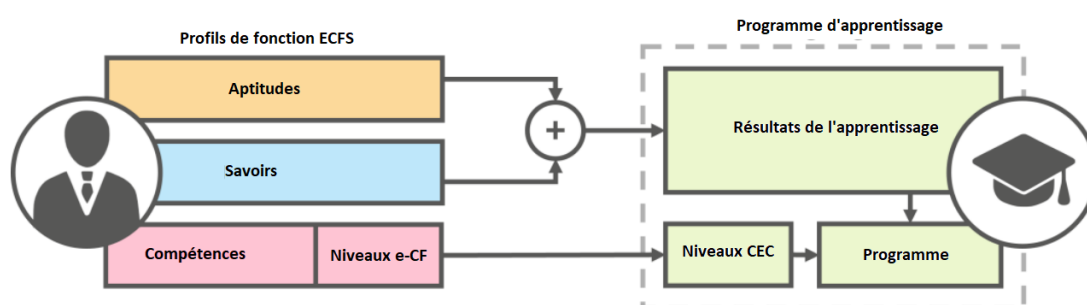 Profils de fonction ECFS
Programme d'apprentissage
Aptitudes
+
Résultats de l'apprentissage
Savoirs
Compétences
Niveaux e-CF
Niveaux CEC
Programme